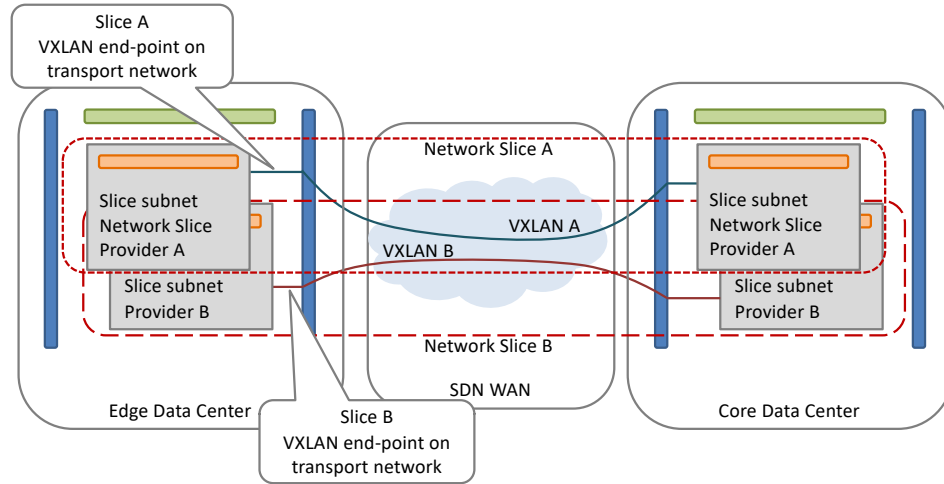 Slice A
VXLAN end-point on
transport network
Network Slice A
Slice subnet
Network Slice
Provider A
Slice subnet
Network Slice
Provider A
VXLAN A
VXLAN B
Slice subnet
Provider B
Slice subnet
Provider B
Network Slice B
SDN WAN
Edge Data Center
Core Data Center
Slice B
VXLAN end-point on
transport network